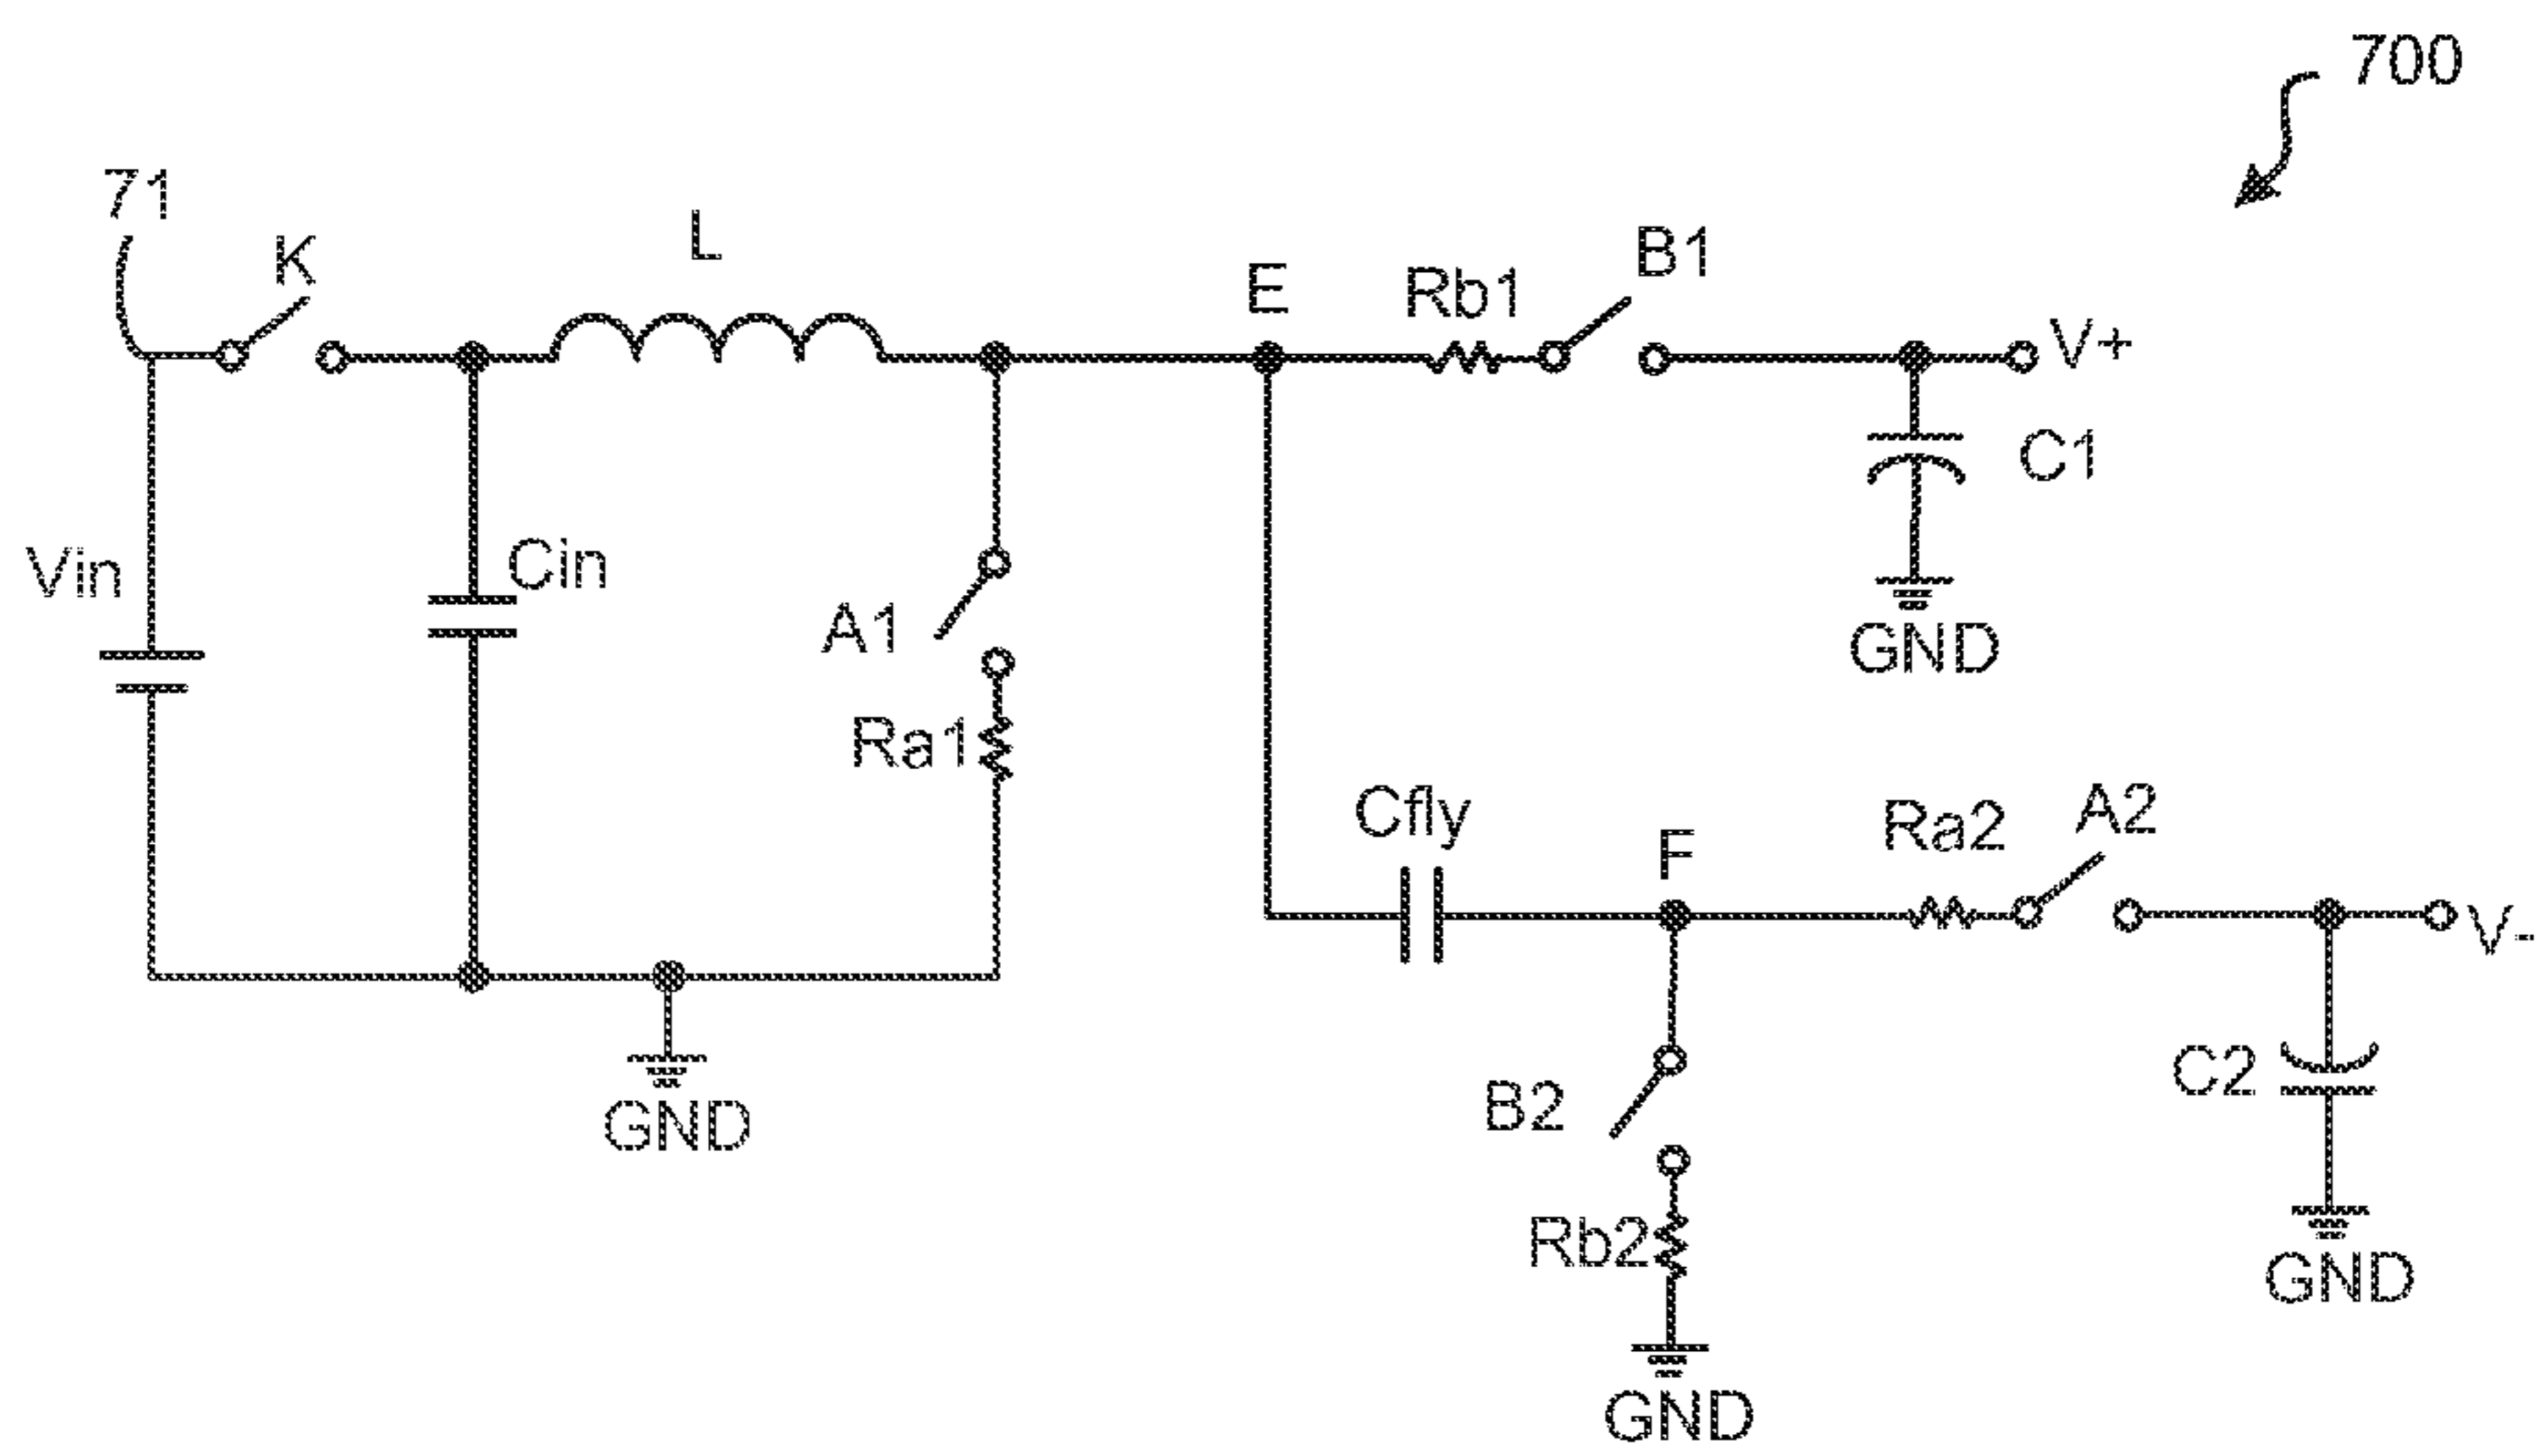 700
71
K
L
E
Rb1
B1
V+
C1
GND
Vin
Cin
A1
Ra1
Cfly
F
Ra2
A2
V-
B2
C2
Rb2
GND
GND
GND